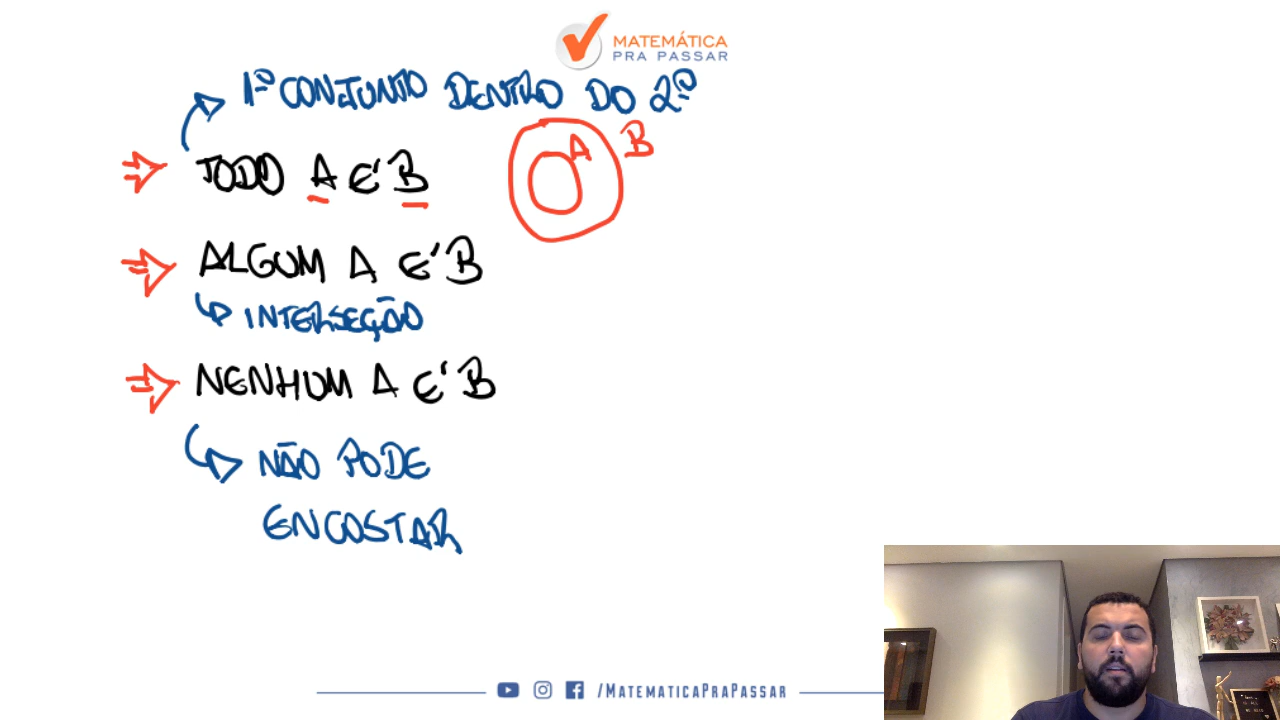 MATEMÁTICA
PRA PASSAR
1º CONJUNTO DENTRO DO 2º
TODO A É B
A B
ALGUM A É B
INTERSEÇÃO
NENHUM A É B
NÃO PODE
ENCOSTAR
/MATEMATICAPRAPASSAR